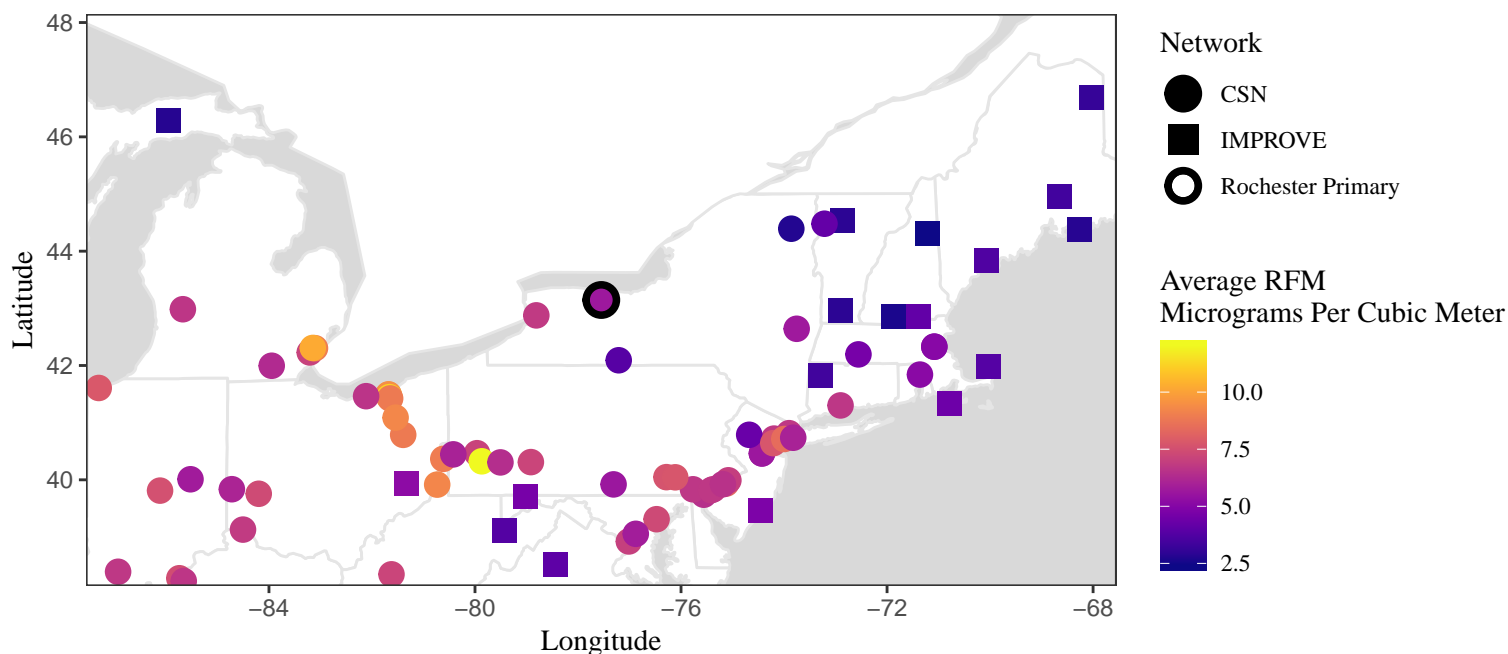 48
46
44
42
40
Latitude
−84
−80
−76
−72
−68
Longitude
Network
CSN
IMPROVE
Rochester Primary
Average RFM
Micrograms Per Cubic Meter
10.0
7.5
5.0
2.5